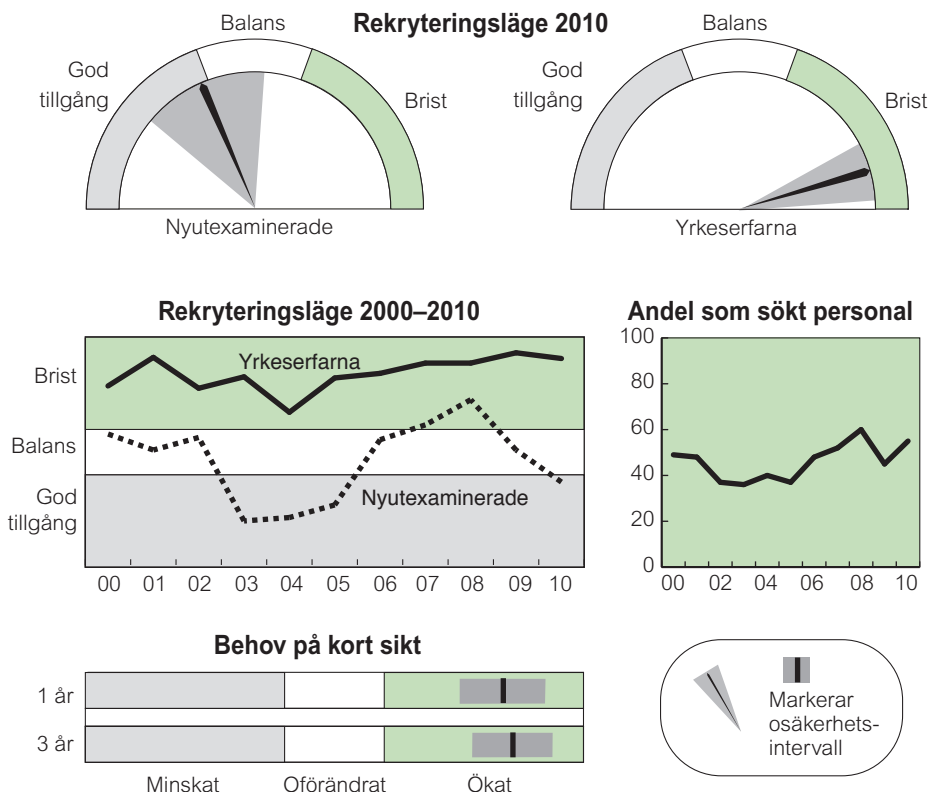 Rekryteringsläge 2010
Balans
God
tillgång
Brist
Nyutexaminerade
Balans
God
tillgång
Brist
Yrkeserfarna
Rekryteringsläge 2000–2010
Brist
Balans
God
tillgång
Yrkeserfarna
Nyutexaminerade
00 01 02 03 04 05 06 07 08 09 10
Andel som sökt personal
100
80
60
40
20
0
00 02 04 06 08 10
Behov på kort sikt
1 år
3 år
Minskat Oförändrat Ökat
Markerar
osäkerhets-
intervall